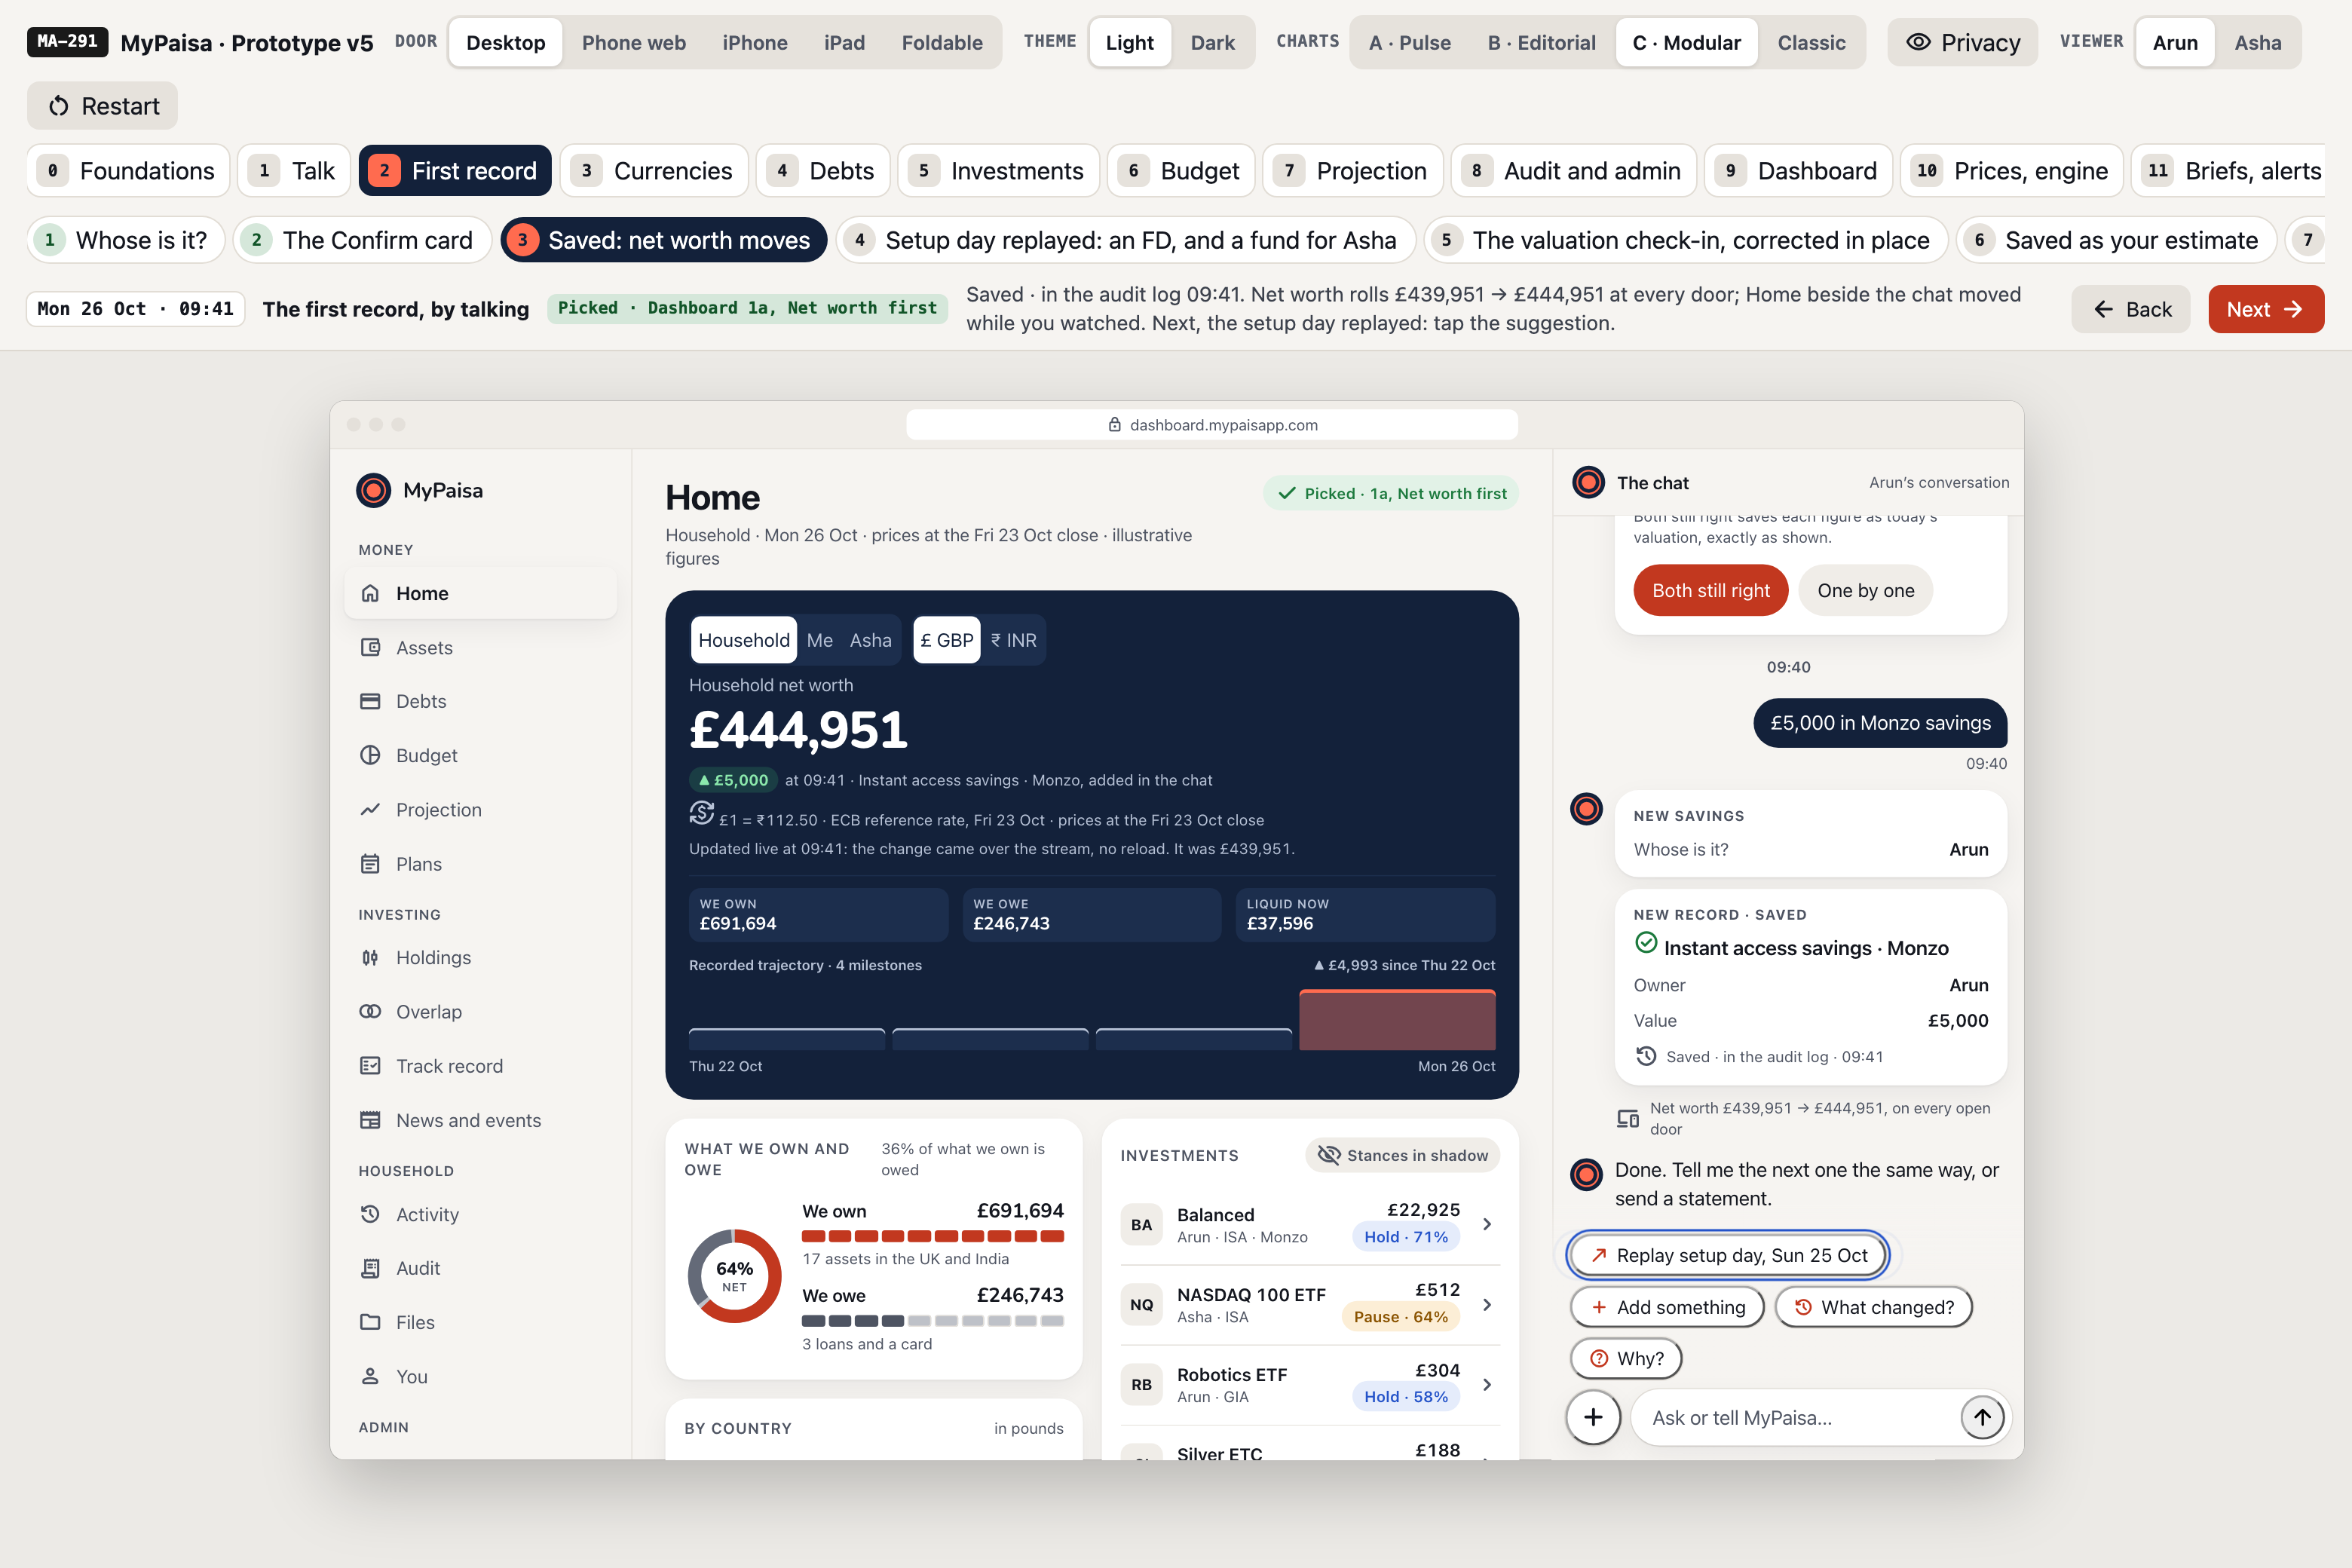 MA-291 MyPaisa · Prototype v5 DOOR Desktop Phone web iPhone iPad Foldable THEME Light Dark CHARTS A · Pulse B · Editorial C · Modular Classic Privacy VIEWER Arun Asha
Restart
0 Foundations 1 Talk 2 First record 3 Currencies 4 Debts 5 Investments 6 Budget 7 Projection 8 Audit and admin 9 Dashboard 10 Prices, engine 11 Briefs, alerts
1 Whose is it? 2 The Confirm card 3 Saved: net worth moves 4 Setup day replayed: an FD, and a fund for Asha 5 The valuation check-in, corrected in place 6 Saved as your estimate 7
Mon 26 Oct · 09:41 The first record, by talking Picked · Dashboard 1a, Net worth first
Saved · in the audit log 09:41. Net worth rolls £439,951 → £444,951 at every door; Home beside the chat moved
while you watched. Next, the setup day replayed: tap the suggestion.
Back Next
dashboard.mypaisapp.com
MyPaisa
MONEY
Home
Assets
Debts
Budget
Projection
Plans
INVESTING
Holdings
Overlap
Track record
News and events
HOUSEHOLD
Activity
Audit
Files
You
ADMIN
Home
Picked · 1a, Net worth first
Household · Mon 26 Oct · prices at the Fri 23 Oct close · illustrative
figures
Household Me Asha £ GBP ₹ INR
Household net worth
£444,951
▲ £5,000 at 09:41 · Instant access savings · Monzo, added in the chat
£1 = ₹112.50 · ECB reference rate, Fri 23 Oct · prices at the Fri 23 Oct close
Updated live at 09:41: the change came over the stream, no reload. It was £439,951.
WE OWN
£691,694
WE OWE
£246,743
LIQUID NOW
£37,596
Recorded trajectory · 4 milestones ▲ £4,993 since Thu 22 Oct
Thu 22 Oct Mon 26 Oct
WHAT WE OWN AND
OWE
36% of what we own is
owed
64%
NET
We own £691,694
17 assets in the UK and India
We owe £246,743
3 loans and a card
BY COUNTRY in pounds
INVESTMENTS Stances in shadow
BA Balanced £22,925
Arun · ISA · Monzo Hold · 71%
NQ NASDAQ 100 ETF £512
Asha · ISA Pause · 64%
RB Robotics ETF £304
Arun · GIA Hold · 58%
Silver ETC £188
The chat Arun's conversation
Both still right saves each figure as today's
valuation, exactly as shown.
Both still right One by one
09:40
£5,000 in Monzo savings
09:40
NEW SAVINGS
Whose is it? Arun
NEW RECORD · SAVED
Instant access savings · Monzo
Owner Arun
Value £5,000
Saved · in the audit log · 09:41
Net worth £439,951 → £444,951, on every open
door
Done. Tell me the next one the same way, or
send a statement.
Replay setup day, Sun 25 Oct
Add something What changed?
Why?
Ask or tell MyPaisa...